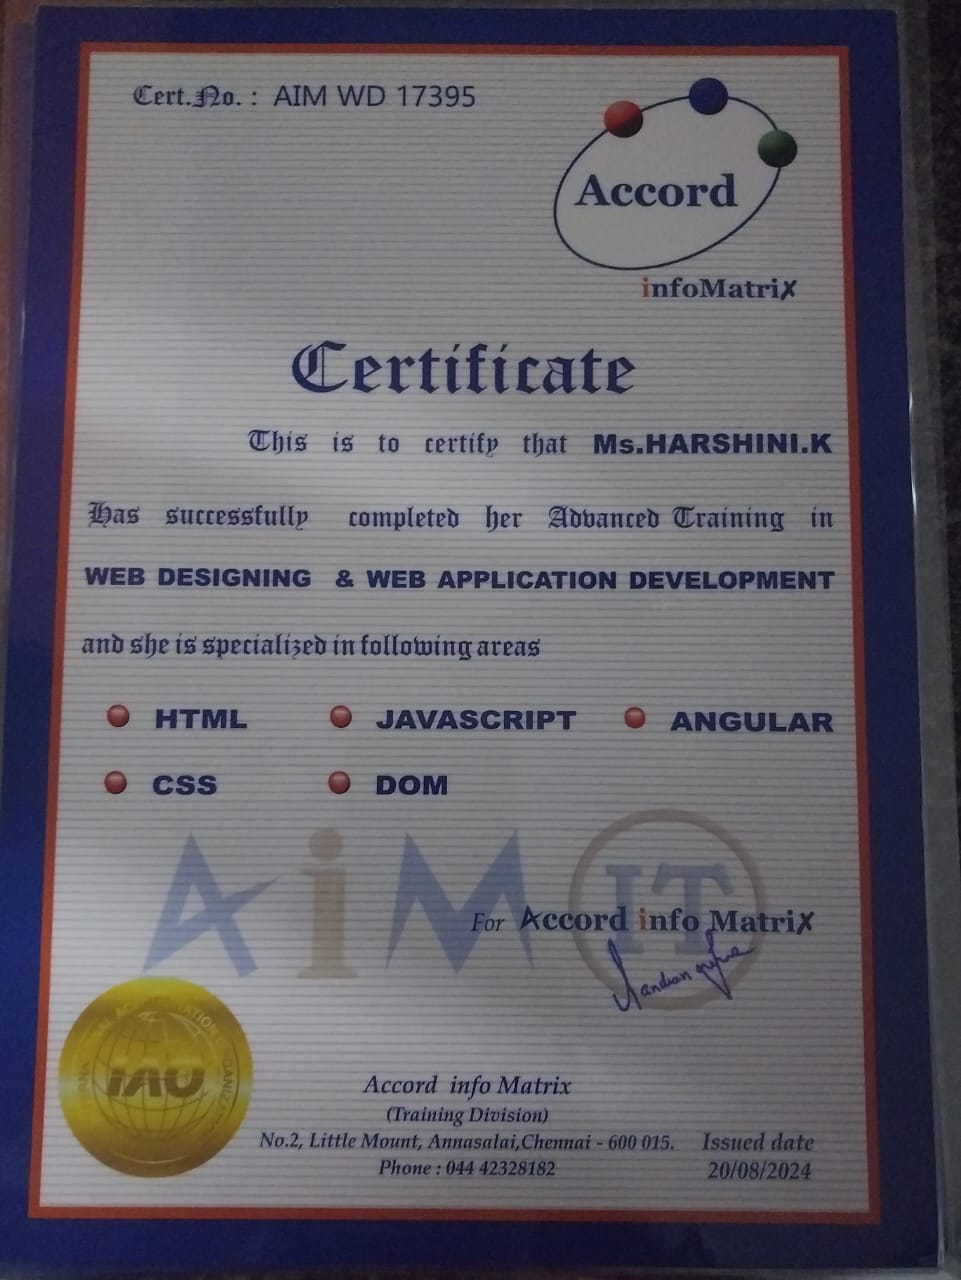 Cert.No. : AIM WD 17395
Accord
infoMatriX
Certificate
This is to certify that Ms.HARSHINI.K
Has successfully completed her Advanced Training in
WEB DESIGNING & WEB APPLICATION DEVELOPMENT
and she is specialized in following areas
HTML JAVASCRIPT ANGULAR
CSS DOM
AiM IT
For Accord info MatriX
IAO
Accord info Matrix
(Training Division)
No.2, Little Mount, Annasalai,Chennai - 600 015. Issued date
Phone : 044 42328182 20/08/2024